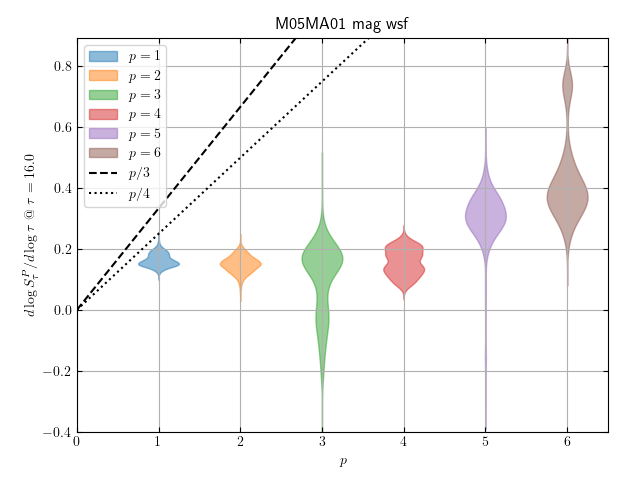 M05MA01 mag wsf
p = 1
p = 2
p = 3
p = 4
p = 5
p = 6
p/3
p/4
0.8
0.6
0.4
0.2
0.0
−0.2
−0.4
0 1 2 3 4 5 6
p
d log S_τ^P / d log τ @ τ = 16.0